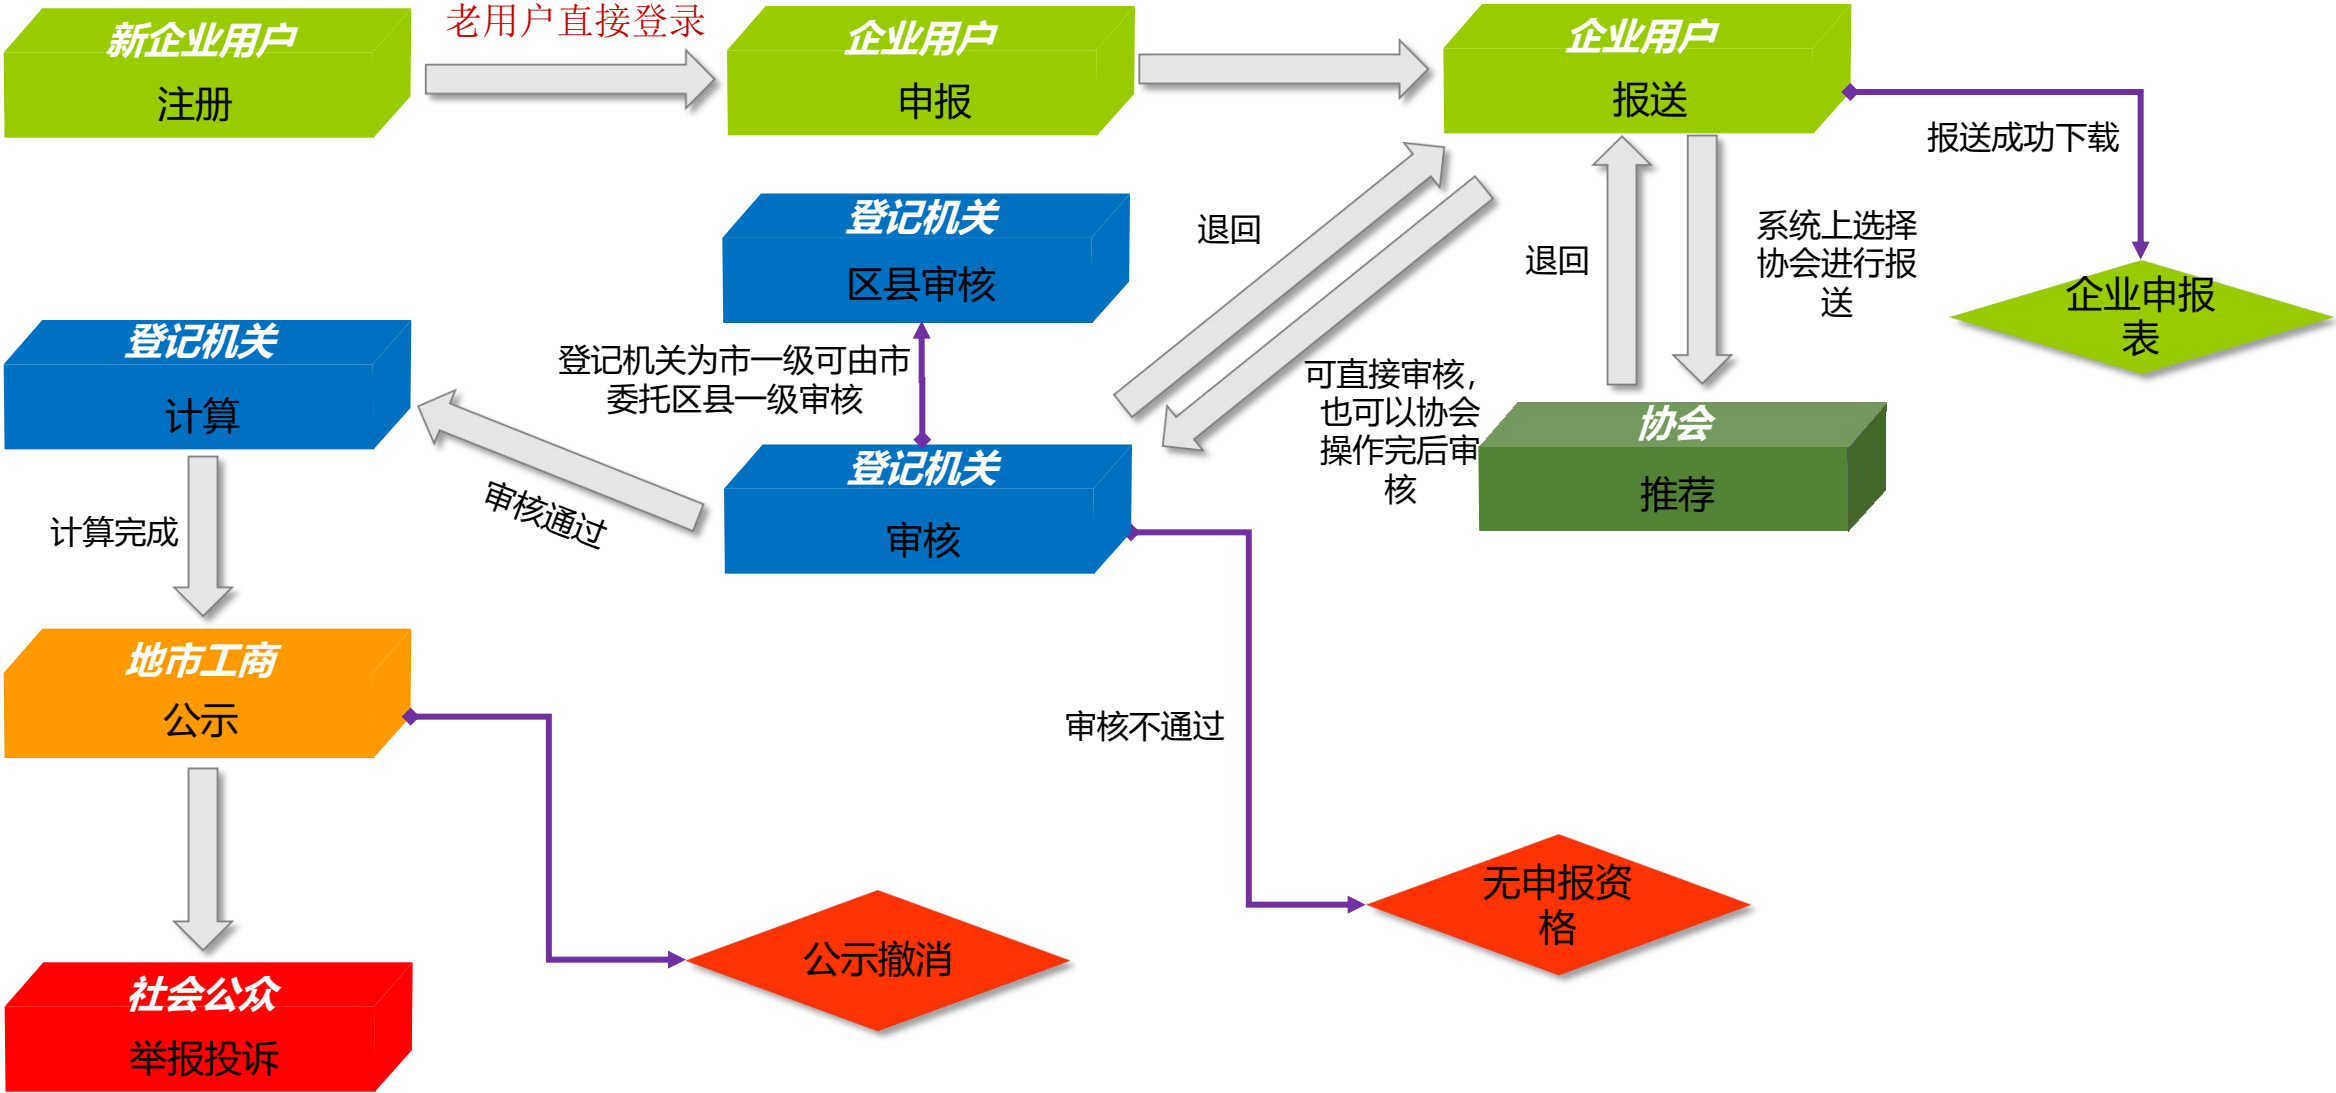 新企业用户
注册
老用户直接登录
企业用户
申报
企业用户
报送
报送成功下载
企业申报
表
登记机关
区县审核
退回
退回
系统上选择
协会进行报
送
登记机关
计算
登记机关为市一级可由市
委托区县一级审核
可直接审核，
也可以协会
操作完后审
核
协会
推荐
登记机关
审核
审核通过
计算完成
地市工商
公示
审核不通过
无申报资
格
公示撤消
社会公众
举报投诉